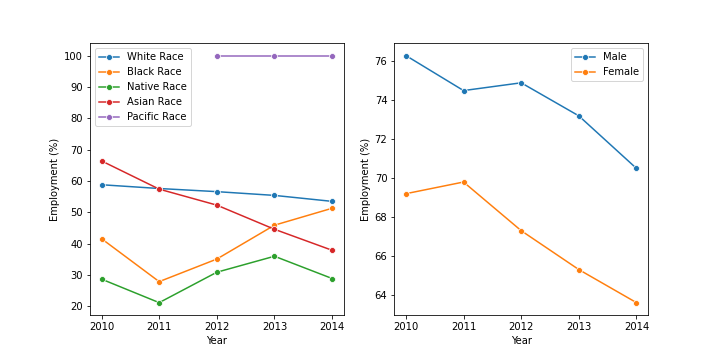 Employment (%)
100
90
80
70
60
50
40
30
20
White Race
Black Race
Native Race
Asian Race
Pacific Race
2010 2011 2012 2013 2014
Year
Employment (%)
76
74
72
70
68
66
64
Male
Female
2010 2011 2012 2013 2014
Year